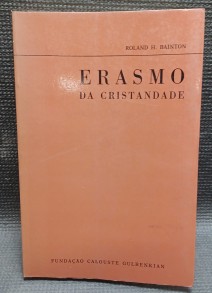 ROLAND H. BAINTON
ERASMO
DA CRISTANDADE
FUNDAÇÃO CALOUSTE GULBENKIAN